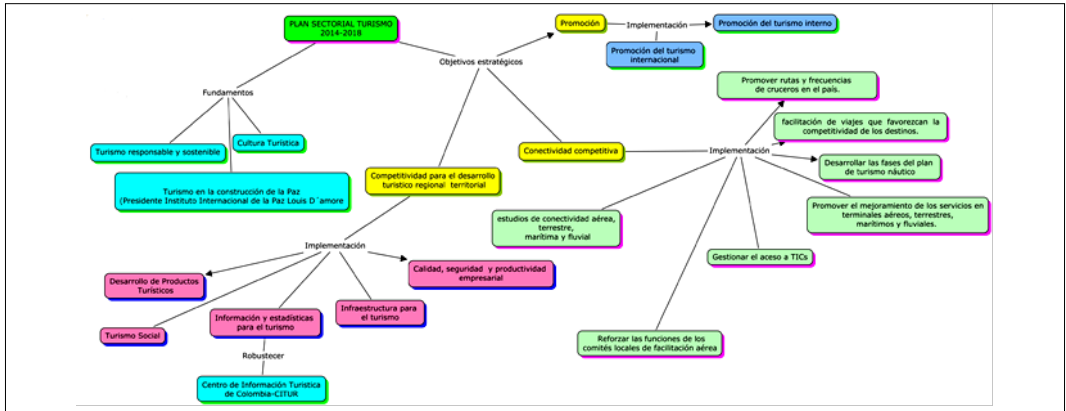 PLAN SECTORIAL TURISMO
2014-2018
Promoción
Implementación
Promoción del turismo interno
Promoción del turismo
internacional
Objetivos estratégicos
Fundamentos
Promover rutas y frecuencias
de cruceros en el país.
Cultura Turística
facilitación de viajes que favorezcan la
competitividad de los destinos.
Turismo responsable y sostenible
Conectividad competitiva
Implementación
Desarrollar las fases del plan
de turismo náutico
Competitividad para el desarrollo
turistico regional territorial
Turismo en la construcción de la Paz
(Presidente Instituto Internacional de la Paz Louis D´amore
Promover el mejoramiento de los servicios en
terminales aéreos, terrestres,
marítimos y fluviales.
estudios de conectividad aérea,
terrestre,
marítima y fluvial
Implementación
Gestionar el aceso a TICs
Calidad, seguridad y productividad
empresarial
Desarrollo de Productos
Turísticos
Infraestructura para
el turismo
Información y estadísticas
para el turismo
Turismo Social
Reforzar las funciones de los
comités locales de facilitación aérea
Robustecer
Centro de Información Turistica
de Colombia-CITUR